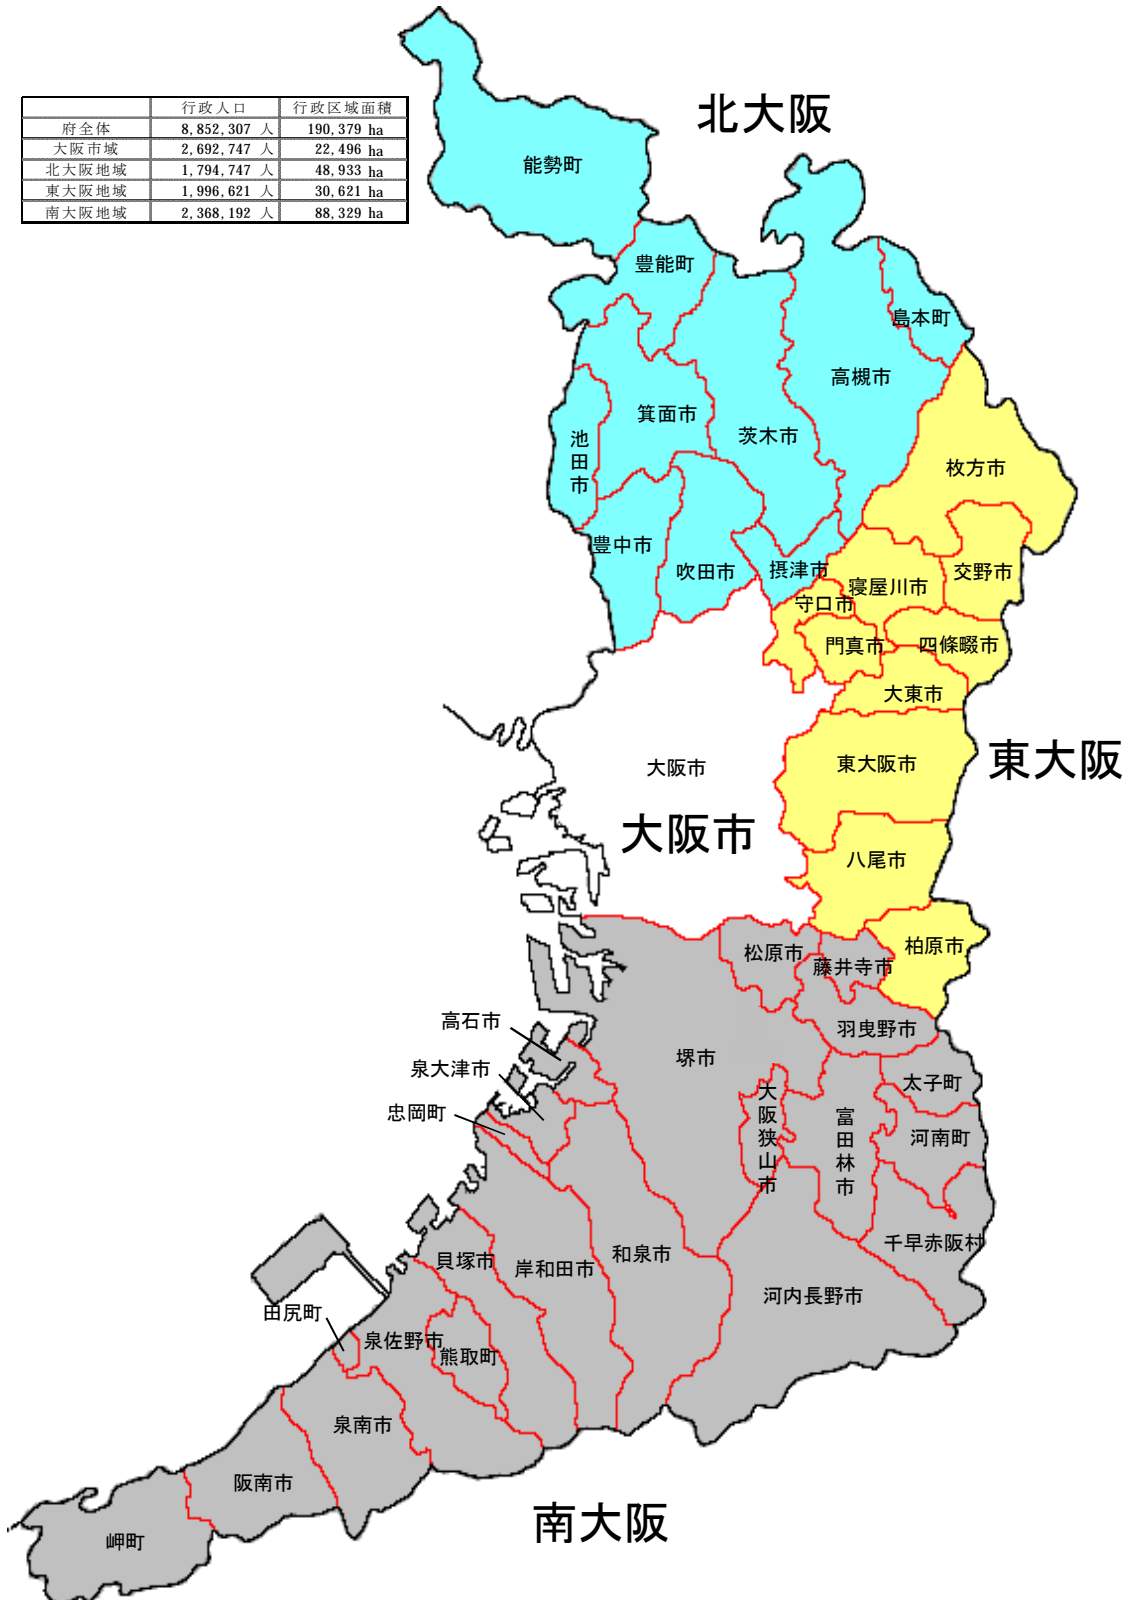 北大阪
行政人口 行政区域面積
府全体 8,852,307 人 190,379 ha
大阪市域 2,692,747 人 22,496 ha
北大阪地域 1,794,747 人 48,933 ha
東大阪地域 1,996,621 人 30,621 ha
南大阪地域 2,368,192 人 88,329 ha
能勢町
豊能町
島本町
高槻市
箕面市
茨木市
池田市
枚方市
豊中市
吹田市
摂津市
交野市
寝屋川市
守口市
門真市
四條畷市
大東市
東大阪市
東大阪
大阪市
大阪市
八尾市
柏原市
松原市
藤井寺市
高石市
羽曳野市
堺市
泉大津市
太子町
忠岡町
大阪狭山市
富田林市
河南町
千早赤阪村
和泉市
貝塚市
岸和田市
河内長野市
田尻町
泉佐野市
熊取町
泉南市
阪南市
南大阪
岬町